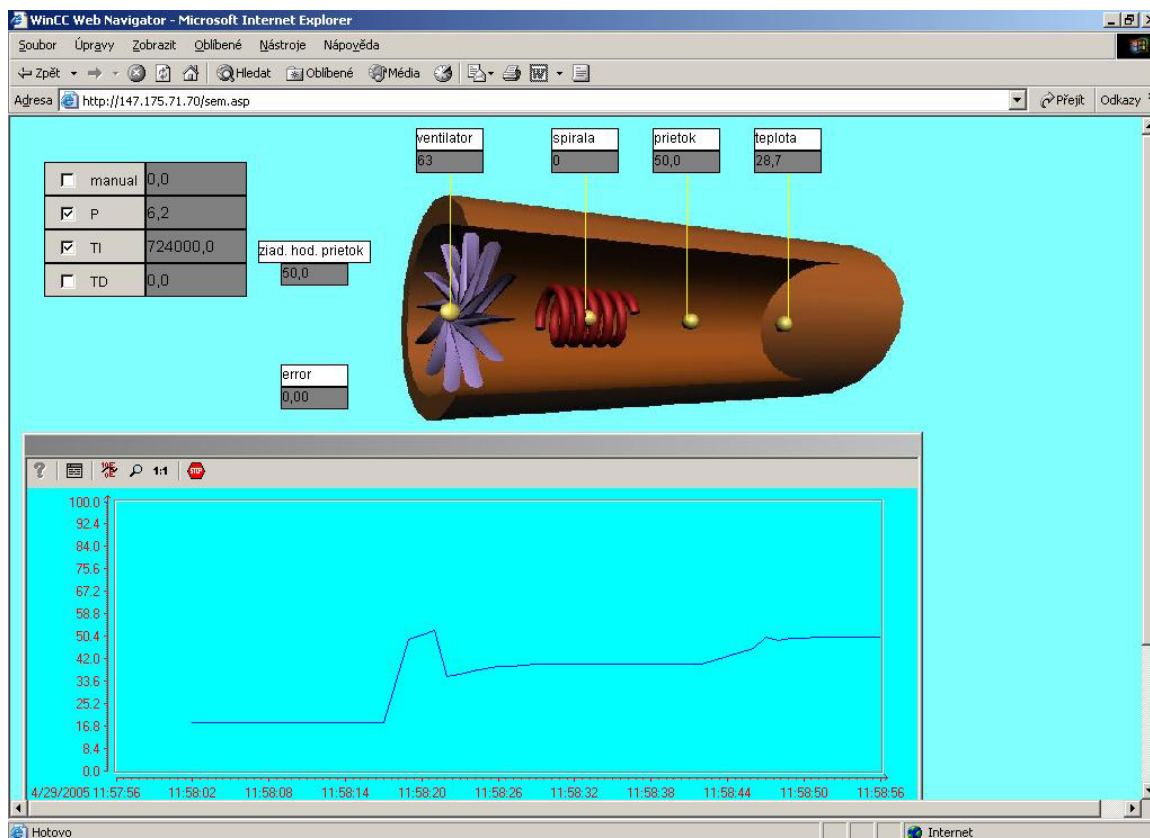 WinCC Web Navigator - Microsoft Internet Explorer
Soubor Úpravy Zobrazit Oblíbené Nástroje Nápověda
Zpět Hledat Oblíbené Média
Adresa http://147.175.71.70/sem.asp Přejít Odkazy
ventilator spirala prietok teplota
63 0 50,0 28,7
manual 0,0
P 6,2
TI 724000,0
TD 0,0
ziad. hod. prietok
50,0
error
0,00
1:1 STOP
100.0
92.4
84.0
75.6
67.2
58.8
50.4
42.0
33.6
25.2
16.8
8.4
0.0
4/29/2005 11:57:56 11:58:02 11:58:08 11:58:14 11:58:20 11:58:26 11:58:32 11:58:38 11:58:44 11:58:50 11:58:56
Hotovo Internet